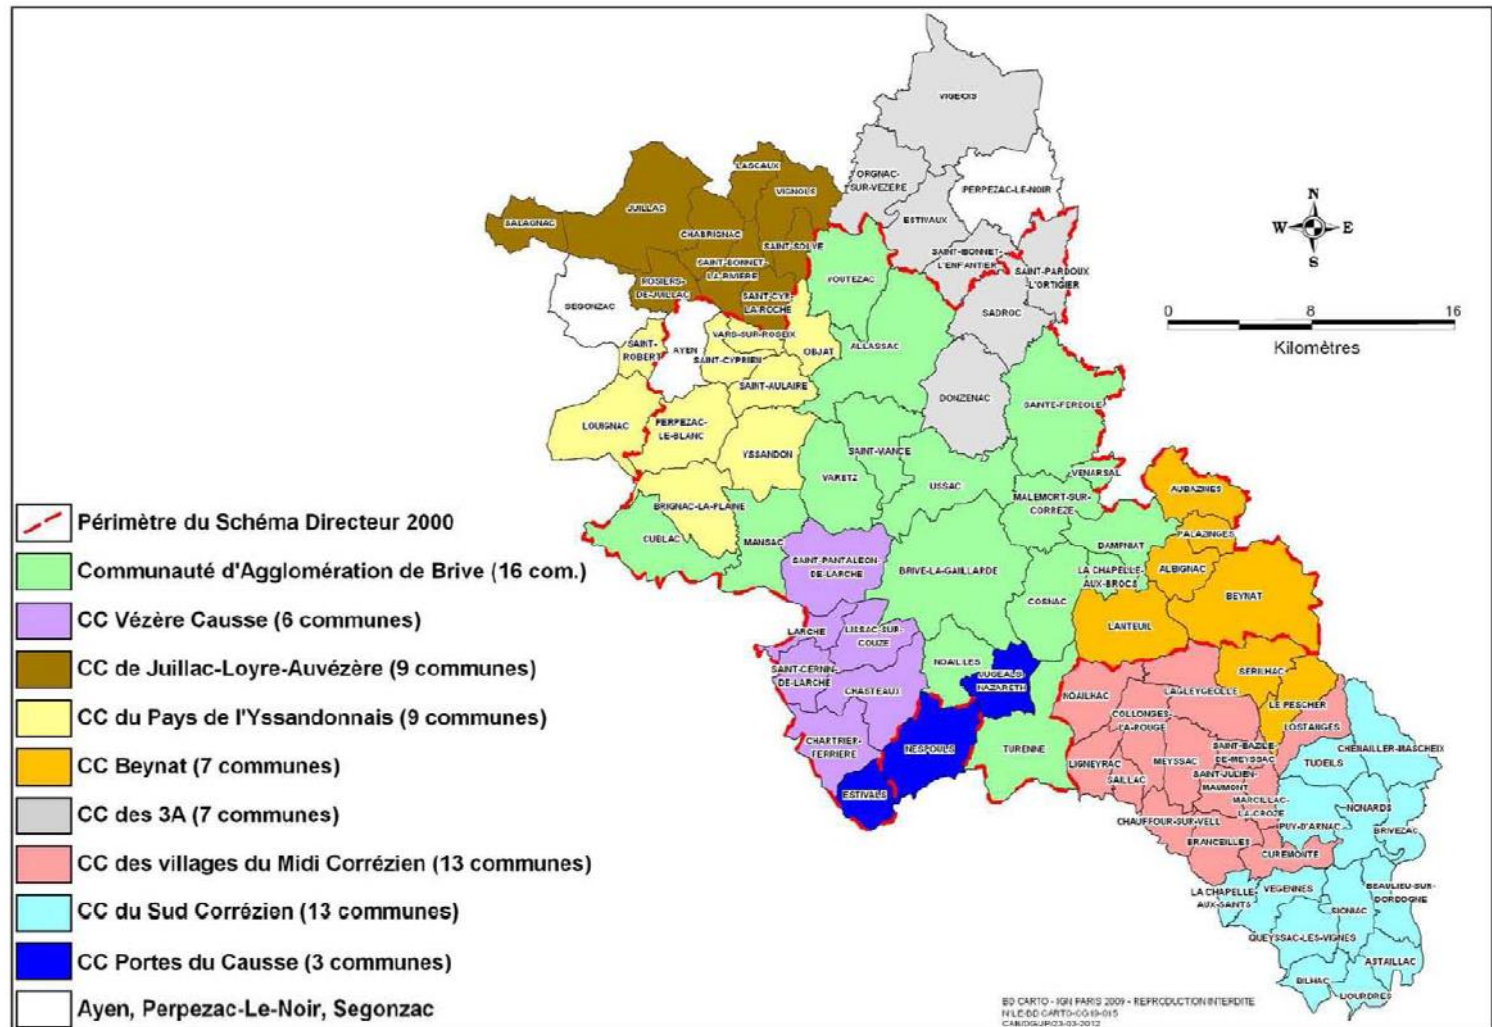 VIGEOIS
ORGNAC-
SUR-VEZERE
PERPEZAC-LE-NOIR
ESTIVAUX
SAINT-BONNET-
L'ENFANTIER
SAINT-PARDOUX
L'ORTIGIER
SADROC
DONZENAC
LASCAUX
VIGNOLS
JUILLAC
SALAGNAC
CHABRIGNAC
SAINT-SOLVE
SAINT-BONNET-
LA-RIVIERE
ROSIERS-
DE-JUILLAC
SAINT-CYR-
LA-ROCHE
SEGONZAC
VOUTEZAC
ALLASSAC
SAINT-
ROBERT
AYEN
VARS-SUR-ROSEIX
SAINT-CYPRIEN
OBJAT
SAINT-AULAIRE
LOUIGNAC
PERPEZAC-
LE-BLANC
YSSANDON
BRIGNAC-LA-PLAINE
SAINTE-FEREOLE
SAINT-VIANCE
VARETZ
USSAC
VENARSAL
MALEMORT-SUR-
CORREZE
CUBLAC
MANSAC
DAMPNIAT
BRIVE-LA-GAILLARDE
LA CHAPELLE-
AUX-BROCS
COSNAC
NOAILLES
TURENNE
SAINT-PANTALEON-
DE-LARCHE
LARCHE
LISSAC-SUR-
COUZE
SAINT-CERNIN-
DE-LARCHE
CHASTEAUX
CHARTRIER-
FERRIERE
JUGEALS-
NAZARETH
NESPOULS
ESTIVALS
AUBAZINES
PALAZINGES
ALBIGNAC
BEYNAT
LANTEUIL
SERILHAC
LE PESCHER
NOAILHAC
LAGLEYGEOLLE
COLLONGES-
LA-ROUGE
LOSTANGES
LIGNEYRAC
SAILLAC
MEYSSAC
SAINT-BAZILE-
DE-MEYSSAC
SAINT-JULIEN-
MAUMONT
MARCILLAC-
LA-CROZE
CHAUFFOUR-SUR-VELL
BRANCEILLES
CUREMONTE
CHENAILLER-MASCHEIX
TUDEILS
NONARDS
PUY-D'ARNAC
BRIVEZAC
LA CHAPELLE-
AUX-SAINTS
VEGENNES
BEAULIEU-SUR-
DORDOGNE
SIONIAC
QUEYSSAC-LES-VIGNES
ASTAILLAC
BILHAC
LIOURDRES
N
W E
S
0 8 16
Kilomètres
Périmètre du Schéma Directeur 2000
Communauté d'Agglomération de Brive (16 com.)
CC Vézère Causse (6 communes)
CC de Juillac-Loyre-Auvézère (9 communes)
CC du Pays de l'Yssandonnais (9 communes)
CC Beynat (7 communes)
CC des 3A (7 communes)
CC des villages du Midi Corrézien (13 communes)
CC du Sud Corrézien (13 communes)
CC Portes du Causse (3 communes)
Ayen, Perpezac-Le-Noir, Segonzac
BD CARTO - IGN PARIS 2009 - REPRODUCTION INTERDITE